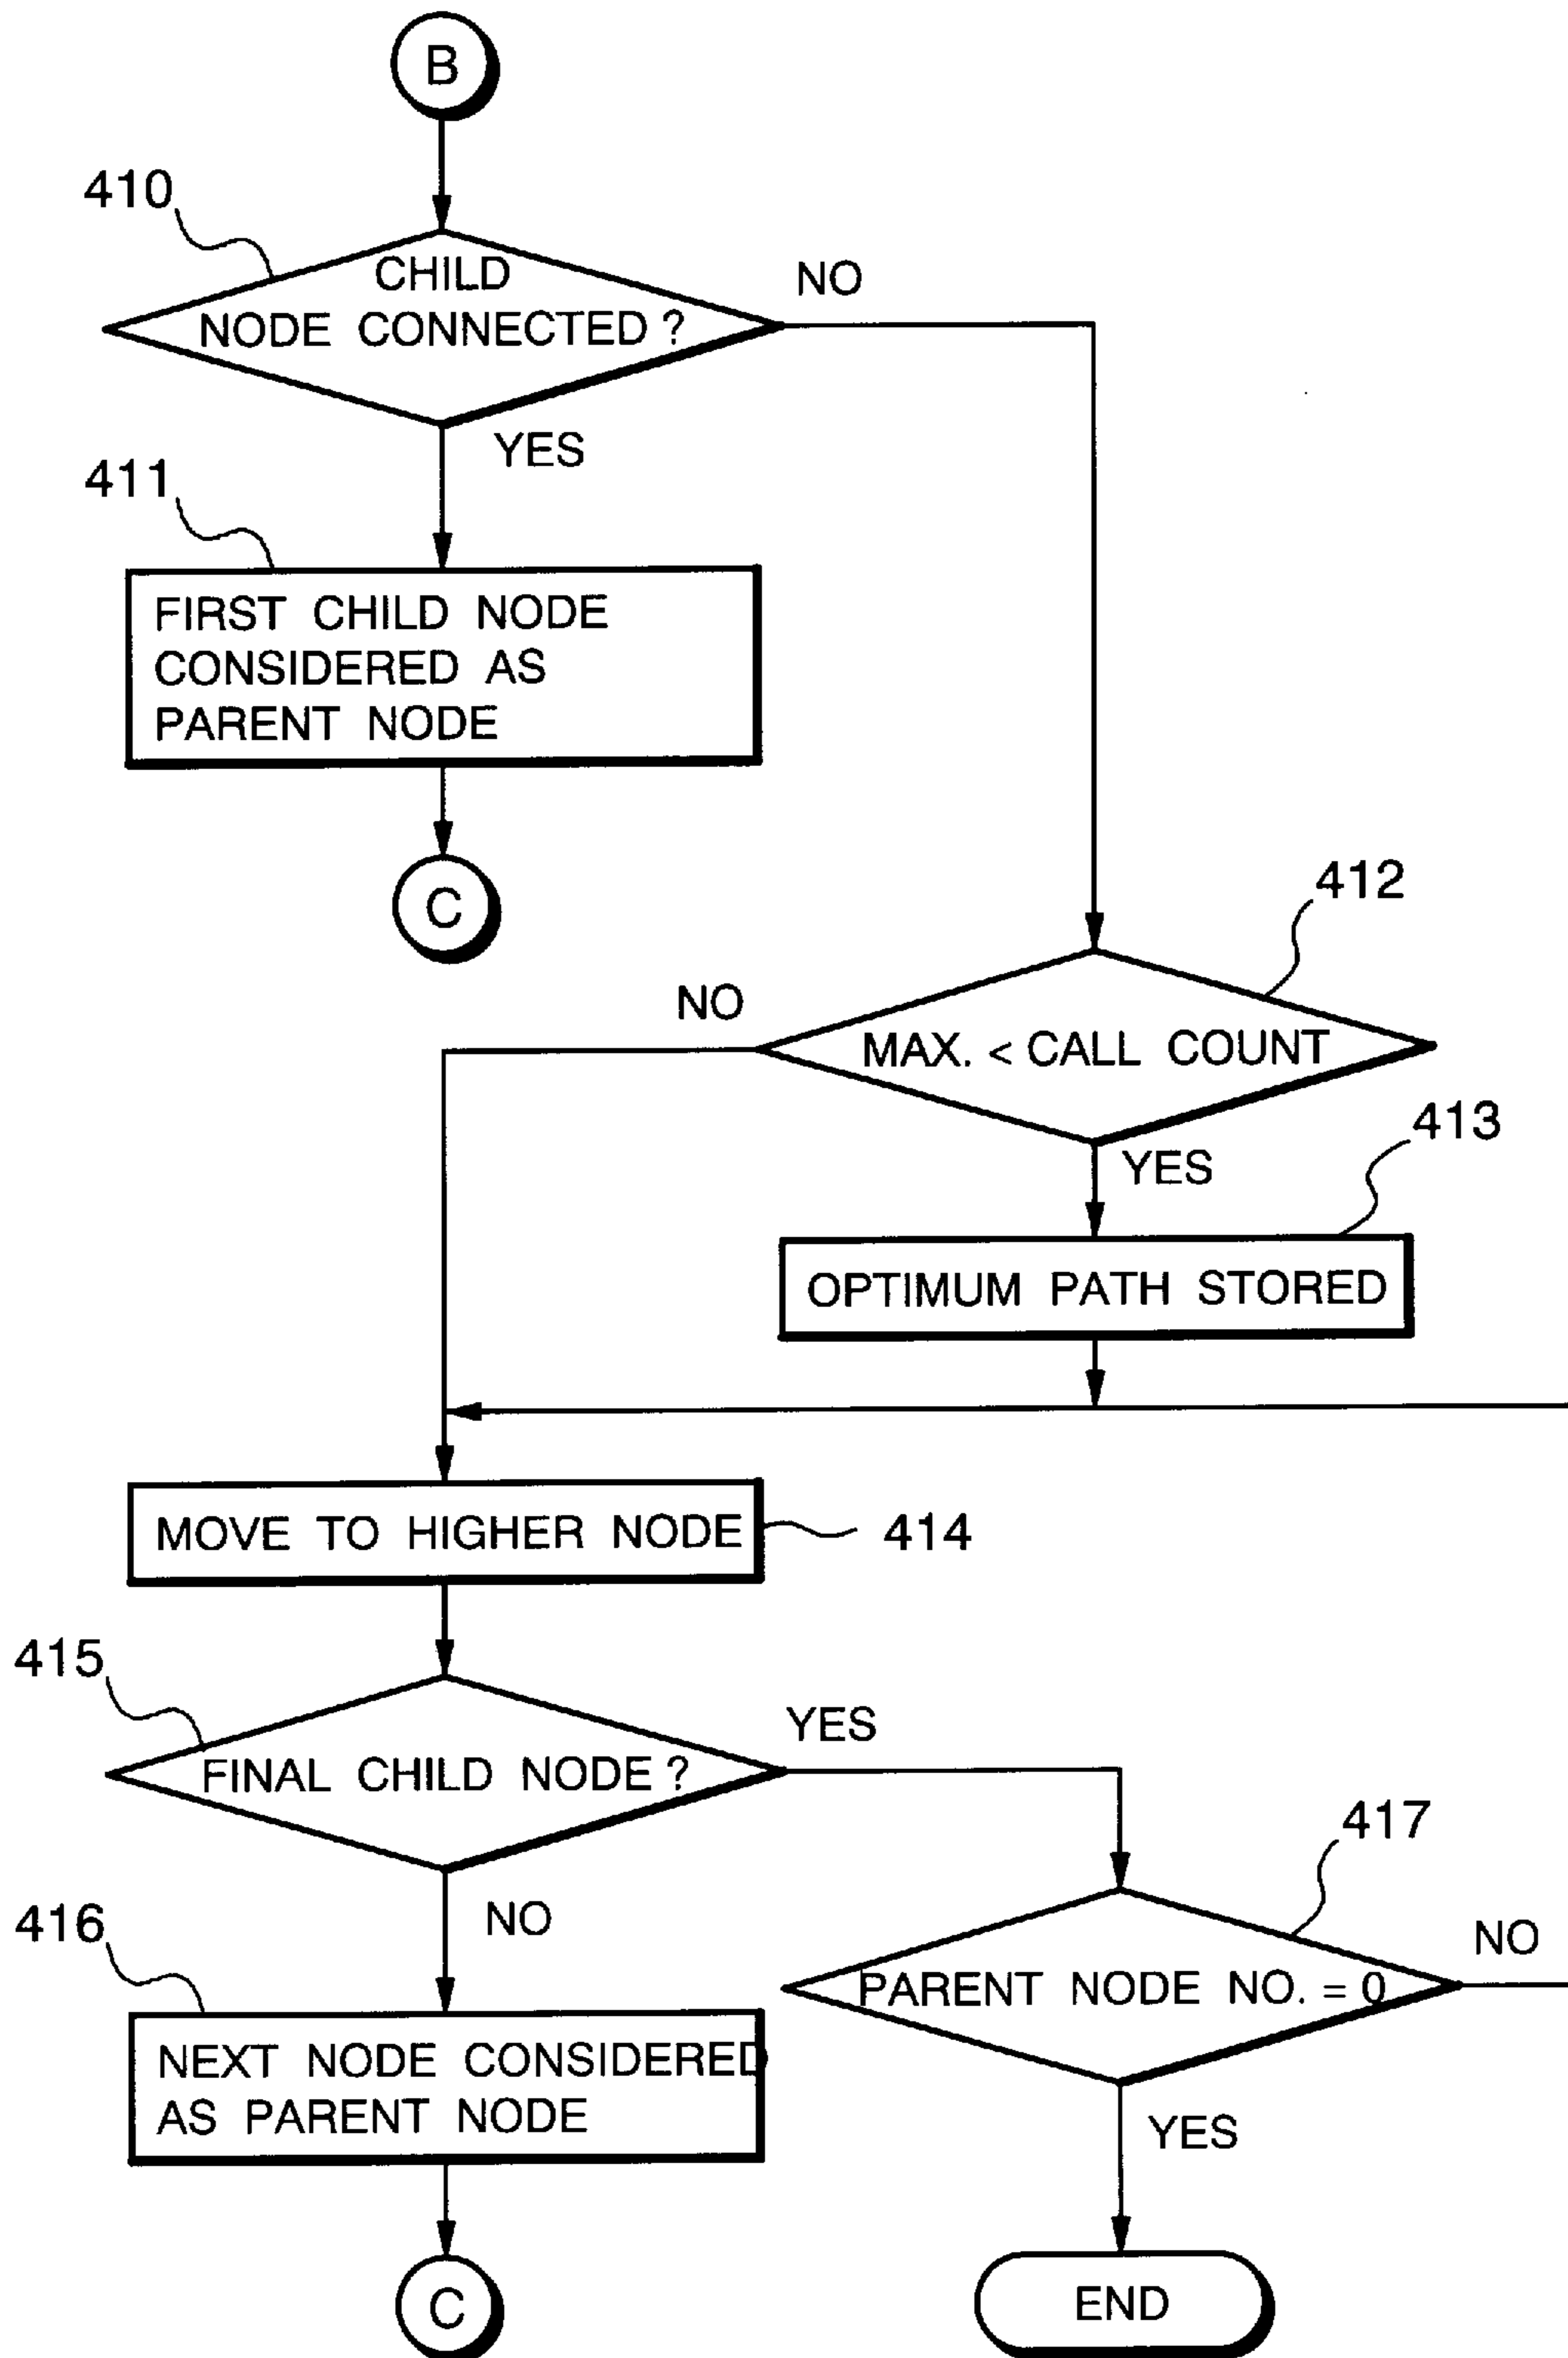 B
410
CHILD
NODE CONNECTED ?
NO
YES
411
FIRST CHILD NODE
CONSIDERED AS
PARENT NODE
C
412
NO
MAX. < CALL COUNT
413
YES
OPTIMUM PATH STORED
MOVE TO HIGHER NODE
414
415
YES
FINAL CHILD NODE ?
417
416
NO
NO
PARENT NODE NO. = 0
NEXT NODE CONSIDERED
AS PARENT NODE
YES
C
END